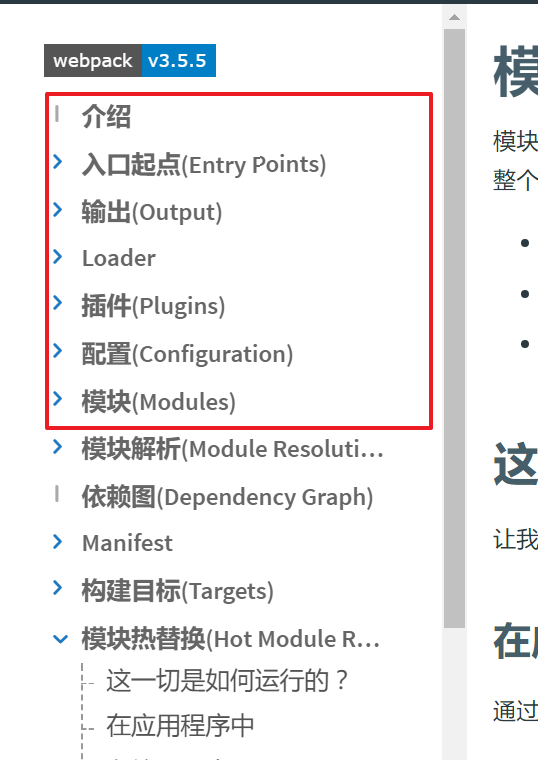 webpack v3.5.5
介绍
入口起点(Entry Points)
输出(Output)
Loader
插件(Plugins)
配置(Configuration)
模块(Modules)
模块解析(Module Resoluti...
依赖图(Dependency Graph)
Manifest
构建目标(Targets)
模块热替换(Hot Module R...
这一切是如何运行的？
在应用程序中
模
模块
整个
这
让我
在应
通过